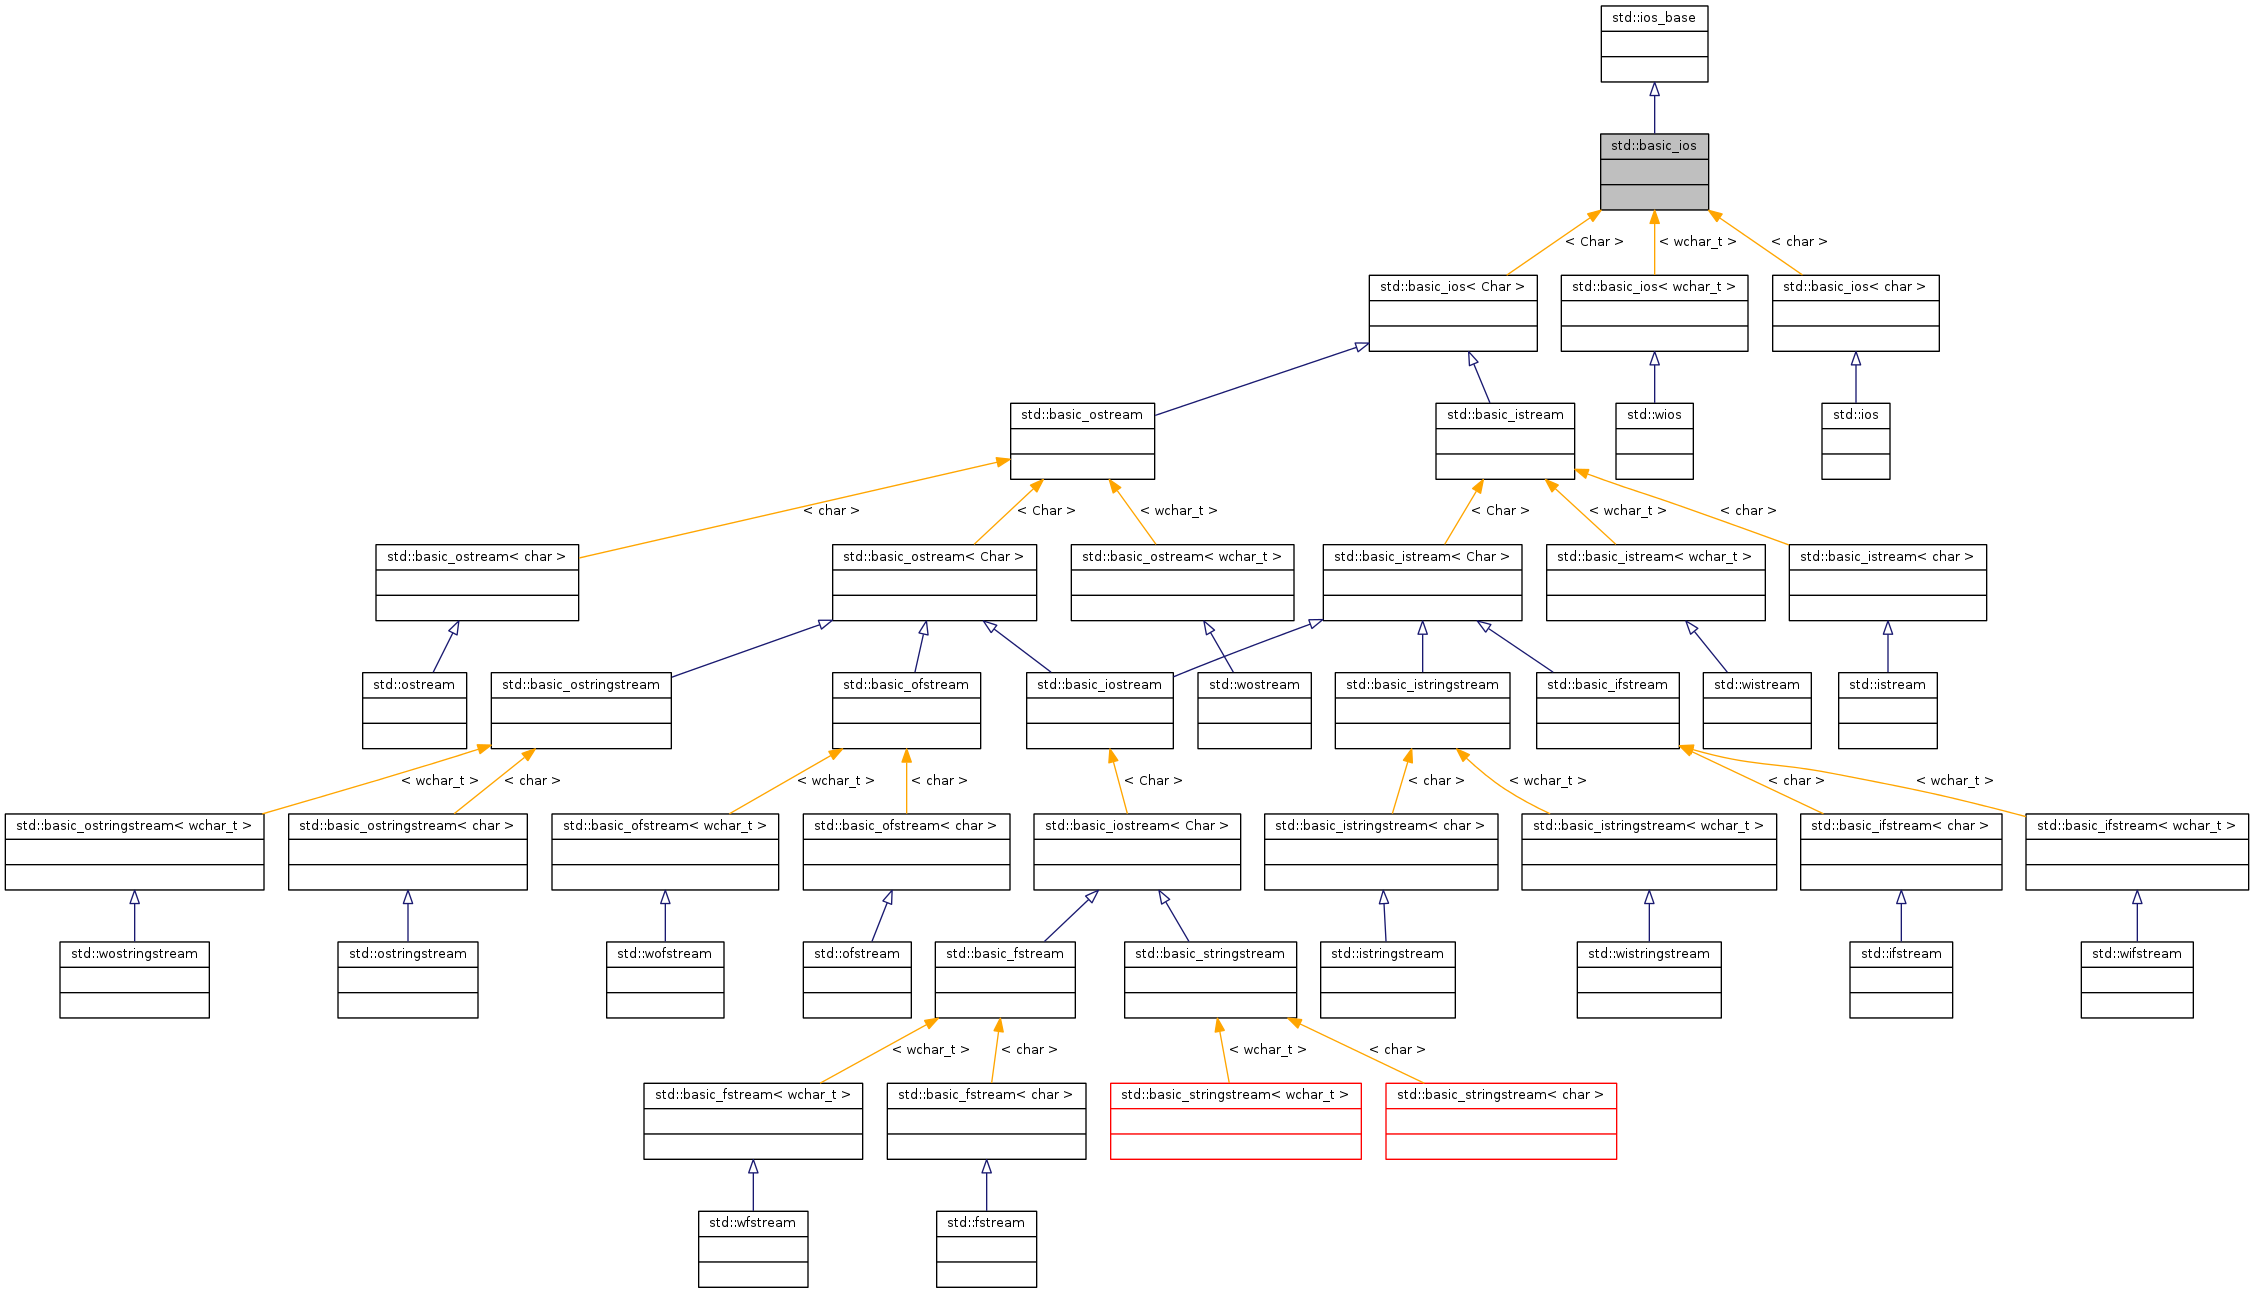 std::ios_base
std::basic_ios
< Char >
< wchar_t >
< char >
std::basic_ios< Char >
std::basic_ios< wchar_t >
std::basic_ios< char >
std::basic_ostream
std::basic_istream
std::wios
std::ios
< char >
< Char >
< wchar_t >
< Char >
< wchar_t >
< char >
std::basic_ostream< char >
std::basic_ostream< Char >
std::basic_ostream< wchar_t >
std::basic_istream< Char >
std::basic_istream< wchar_t >
std::basic_istream< char >
std::ostream
std::basic_ostringstream
std::basic_ofstream
std::basic_iostream
std::wostream
std::basic_istringstream
std::basic_ifstream
std::wistream
std::istream
< wchar_t >
< char >
< wchar_t >
< char >
< Char >
< char >
< wchar_t >
< char >
< wchar_t >
std::basic_ostringstream< wchar_t >
std::basic_ostringstream< char >
std::basic_ofstream< wchar_t >
std::basic_ofstream< char >
std::basic_iostream< Char >
std::basic_istringstream< char >
std::basic_istringstream< wchar_t >
std::basic_ifstream< char >
std::basic_ifstream< wchar_t >
std::wostringstream
std::ostringstream
std::wofstream
std::ofstream
std::basic_fstream
std::basic_stringstream
std::istringstream
std::wistringstream
std::ifstream
std::wifstream
< wchar_t >
< char >
< wchar_t >
< char >
std::basic_fstream< wchar_t >
std::basic_fstream< char >
std::basic_stringstream< wchar_t >
std::basic_stringstream< char >
std::wfstream
std::fstream